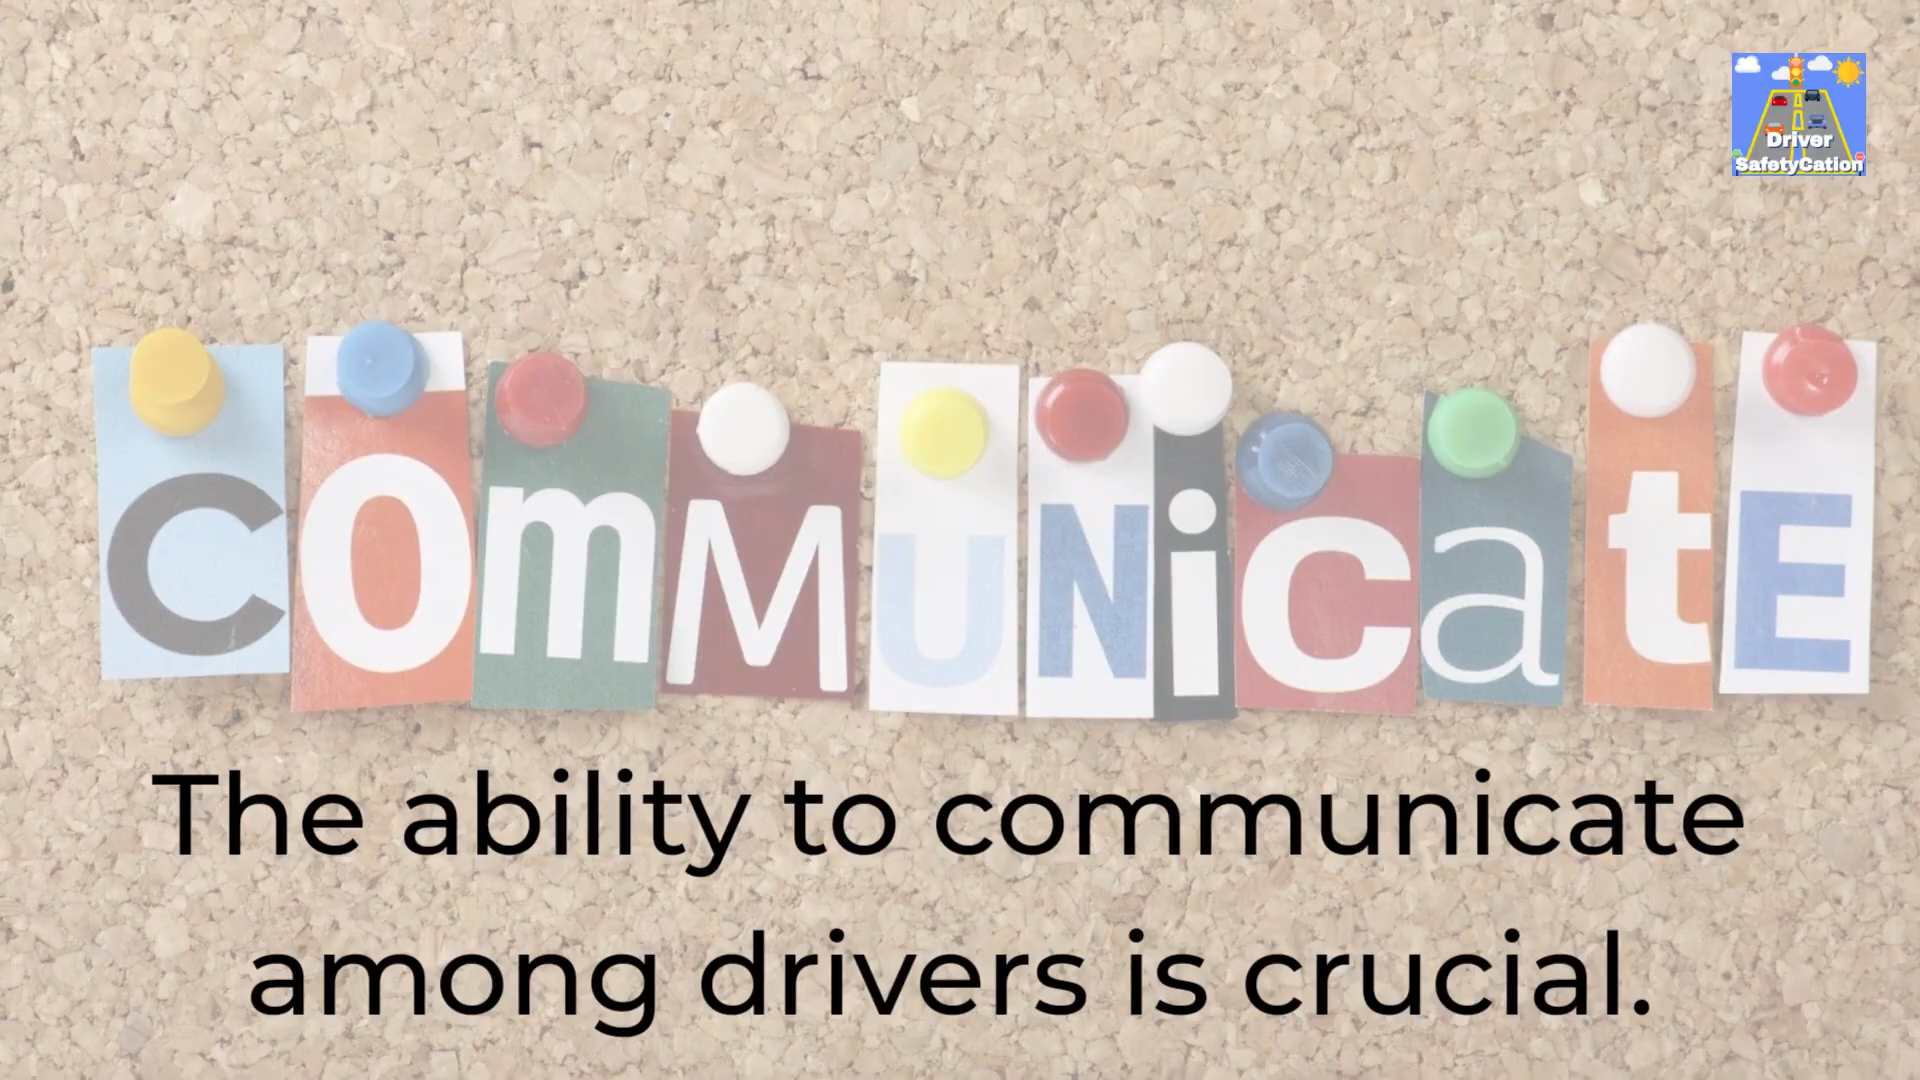 Driver
SafetyCation
COmMUNicatE
The ability to communicate
among drivers is crucial.